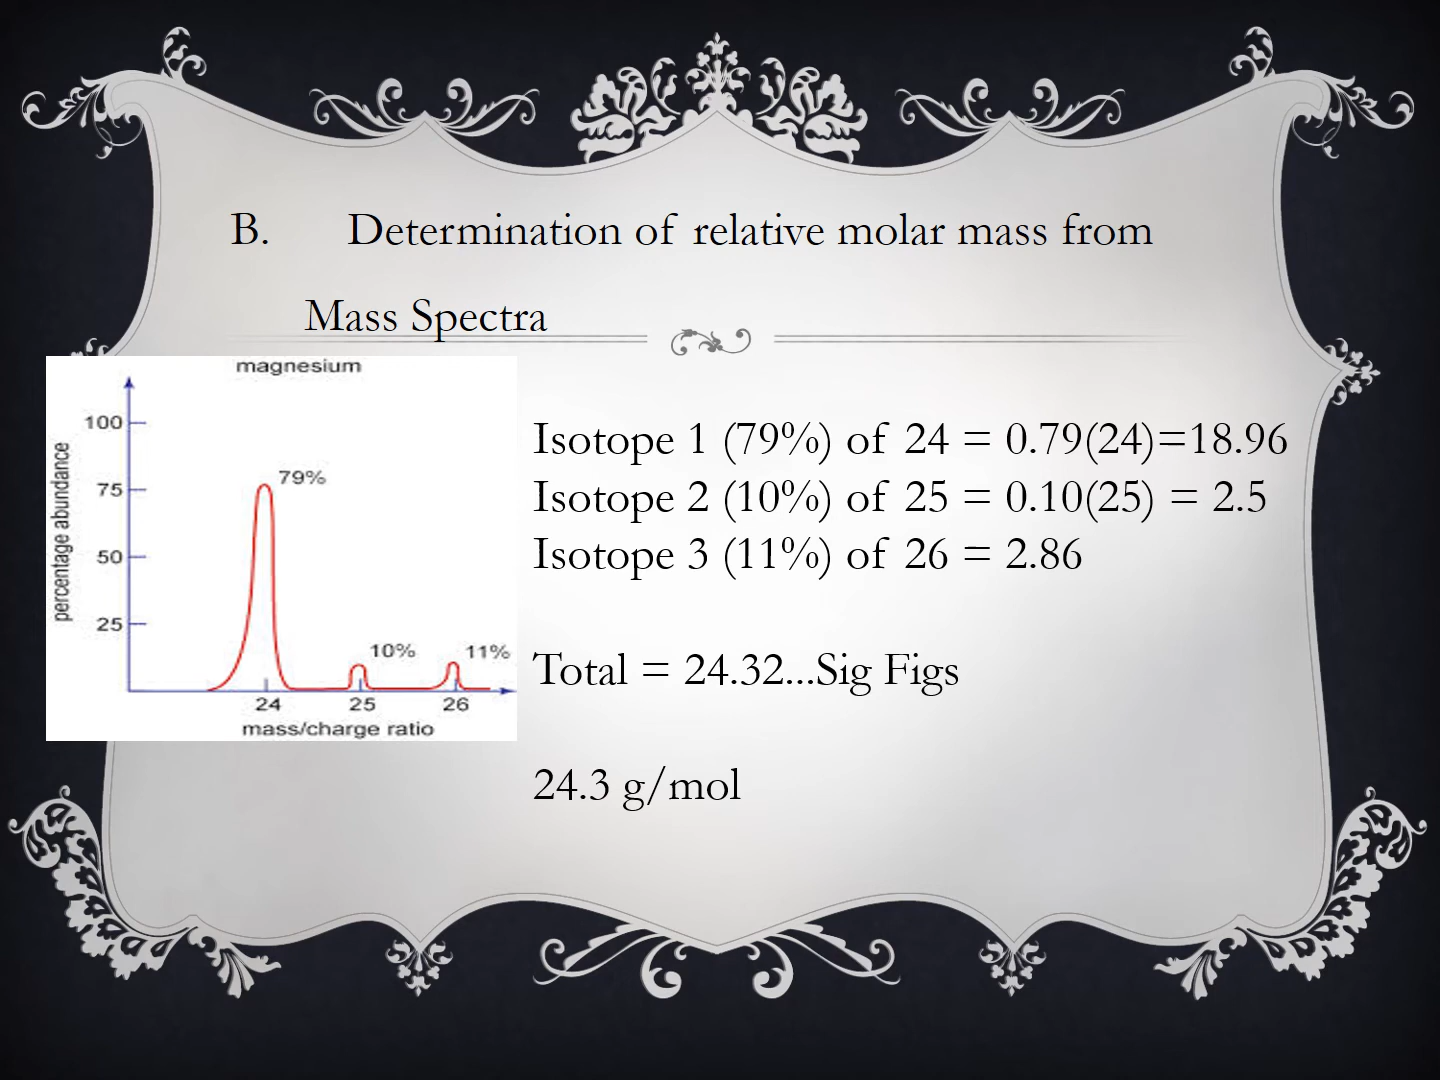 B. Determination of relative molar mass from
Mass Spectra
magnesium
percentage abundance
100
75
50
25
79%
10%
11%
24 25 26
mass/charge ratio
Isotope 1 (79%) of 24 = 0.79(24)=18.96
Isotope 2 (10%) of 25 = 0.10(25) = 2.5
Isotope 3 (11%) of 26 = 2.86
Total = 24.32...Sig Figs
24.3 g/mol